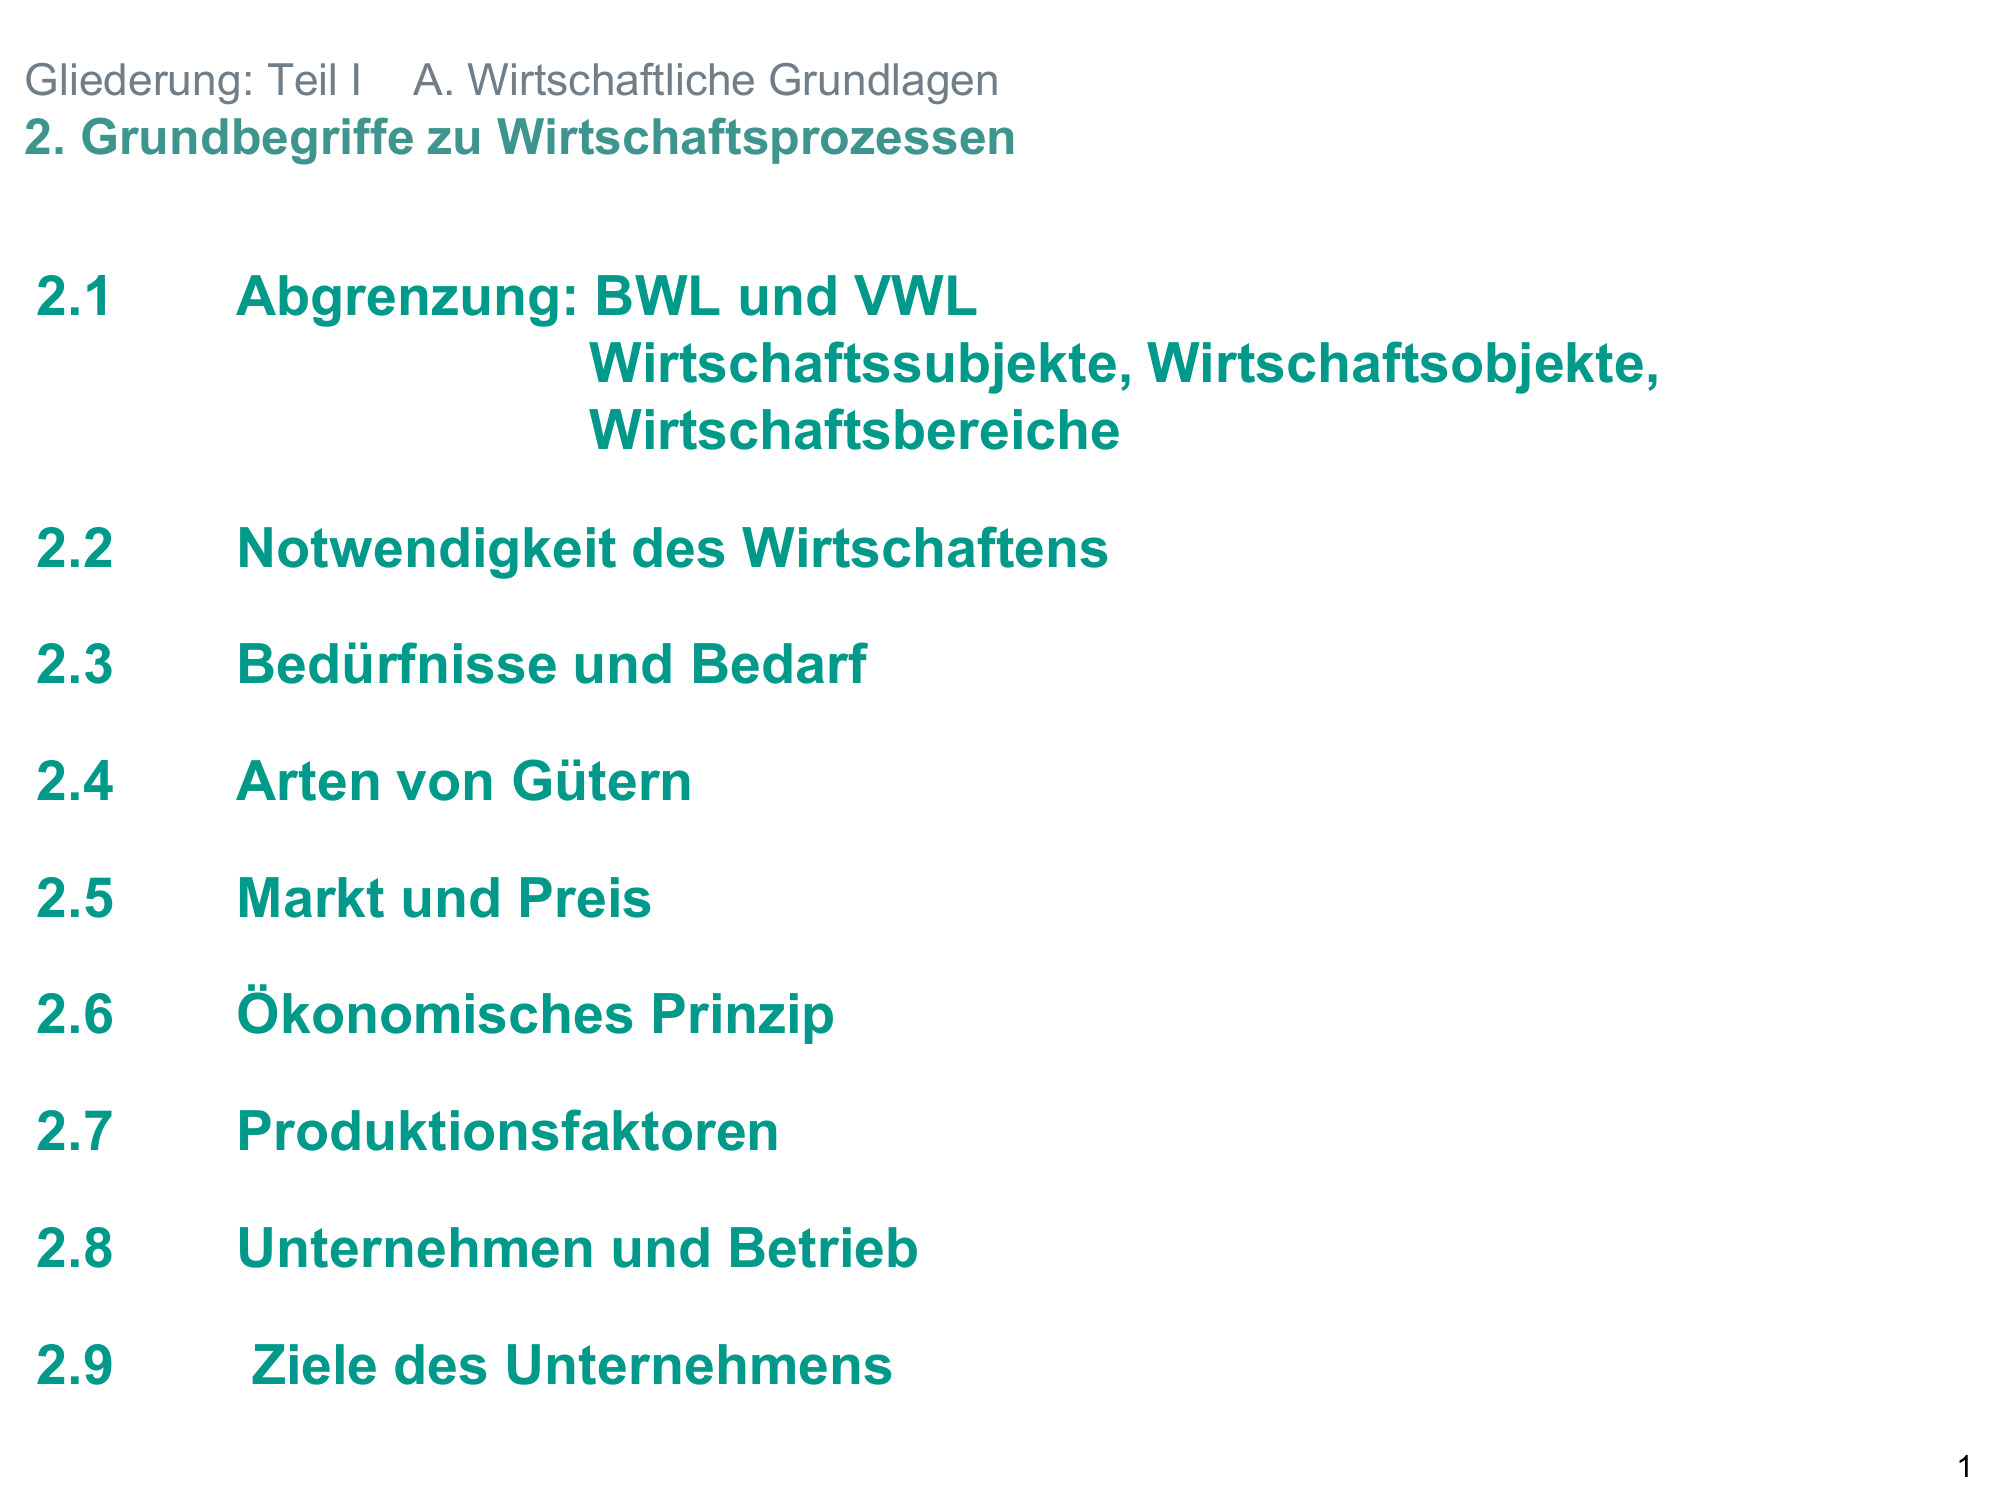 Gliederung: Teil I A. Wirtschaftliche Grundlagen
2. Grundbegriffe zu Wirtschaftsprozessen
2.1 Abgrenzung: BWL und VWL
Wirtschaftssubjekte, Wirtschaftsobjekte,
Wirtschaftsbereiche
2.2 Notwendigkeit des Wirtschaftens
2.3 Bedürfnisse und Bedarf
2.4 Arten von Gütern
2.5 Markt und Preis
2.6 Ökonomisches Prinzip
2.7 Produktionsfaktoren
2.8 Unternehmen und Betrieb
2.9 Ziele des Unternehmens
1